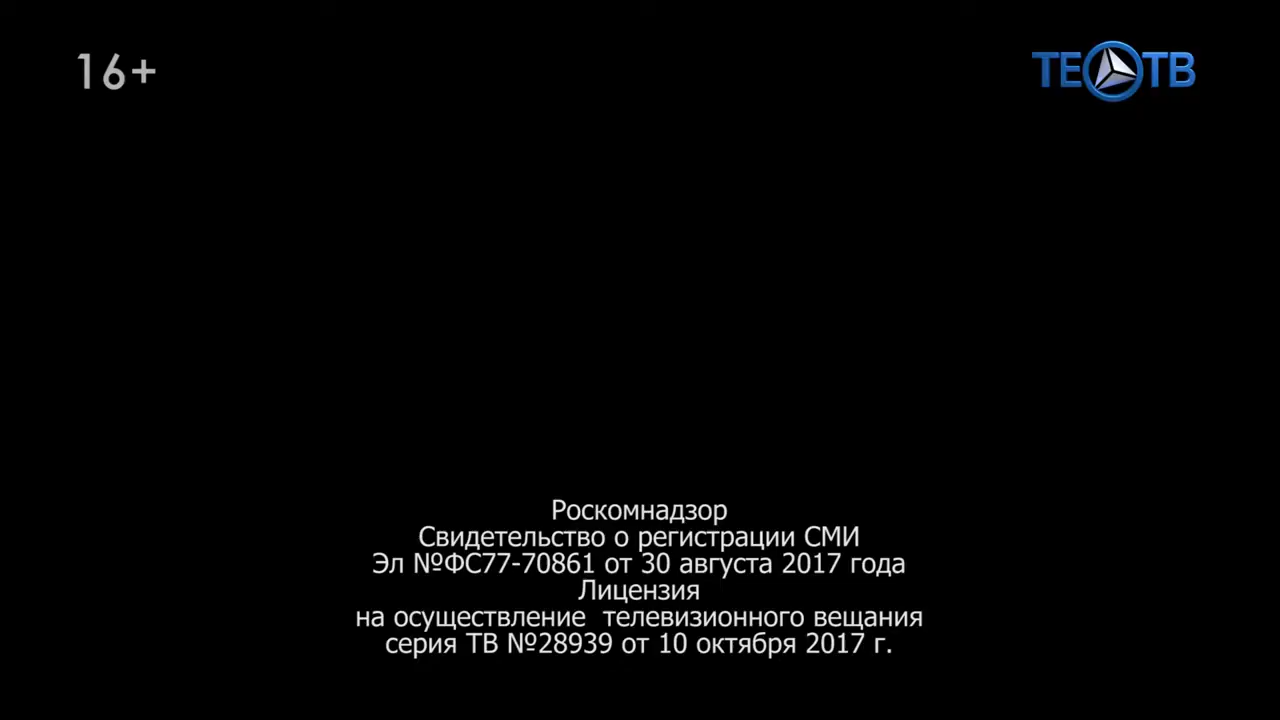 16+
ТЕОТВ
Роскомнадзор
Свидетельство о регистрации СМИ
Эл №ФС77-70861 от 30 августа 2017 года
Лицензия
на осуществление телевизионного вещания
серия ТВ №28939 от 10 октября 2017 г.